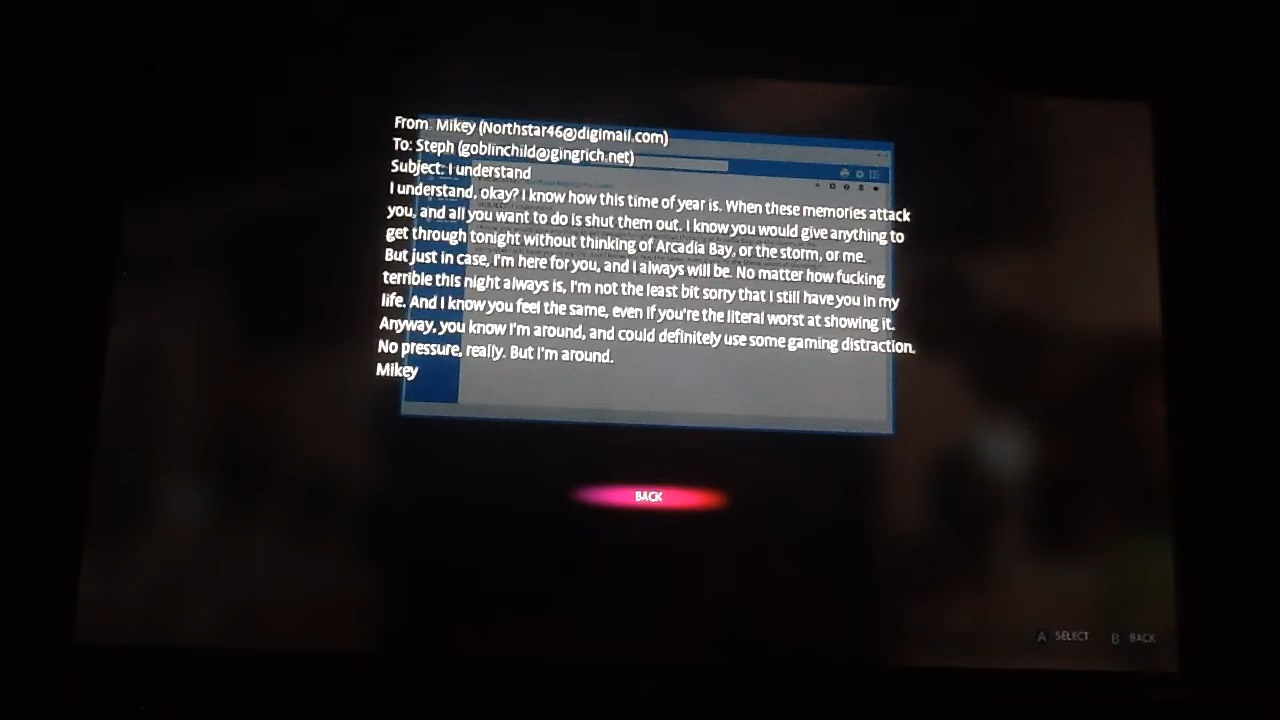 From: Mikey (Northstar46@digimail.com)
To: Steph (goblinchild@gingrich.net)
Subject: I understand
I understand, okay? I know how this time of year is. When these memories attack
you, and all you want to do is shut them out. I know you would give anything to
get through tonight without thinking of Arcadia Bay, or the storm, or me.
But just in case, I'm here for you, and I always will be. No matter how fucking
terrible this night always is, I'm not the least bit sorry that I still have you in my
life. And I know you feel the same, even if you're the literal worst at showing it.
Anyway, you know I'm around, and could definitely use some gaming distraction.
No pressure, really. But I'm around.
Mikey
BACK
A SELECT B BACK